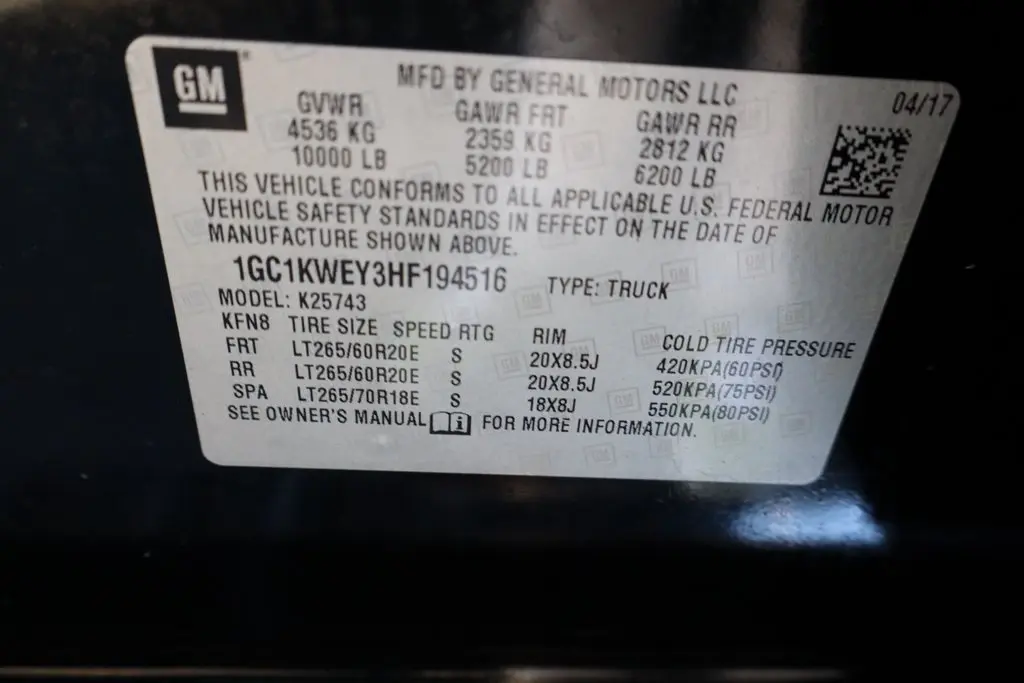 GM
MFD BY GENERAL MOTORS LLC
04/17
GVWR GAWR FRT GAWR RR
4536 KG 2359 KG 2812 KG
10000 LB 5200 LB 6200 LB
THIS VEHICLE CONFORMS TO ALL APPLICABLE U.S. FEDERAL MOTOR
VEHICLE SAFETY STANDARDS IN EFFECT ON THE DATE OF
MANUFACTURE SHOWN ABOVE.
1GC1KWEY3HF194516 TYPE: TRUCK
MODEL: K25743
KFN8 TIRE SIZE SPEED RTG RIM COLD TIRE PRESSURE
FRT LT265/60R20E S 20X8.5J 420KPA(60PSI)
RR LT265/60R20E S 20X8.5J 520KPA(75PSI)
SPA LT265/70R18E S 18X8J 550KPA(80PSI)
SEE OWNER'S MANUAL FOR MORE INFORMATION.